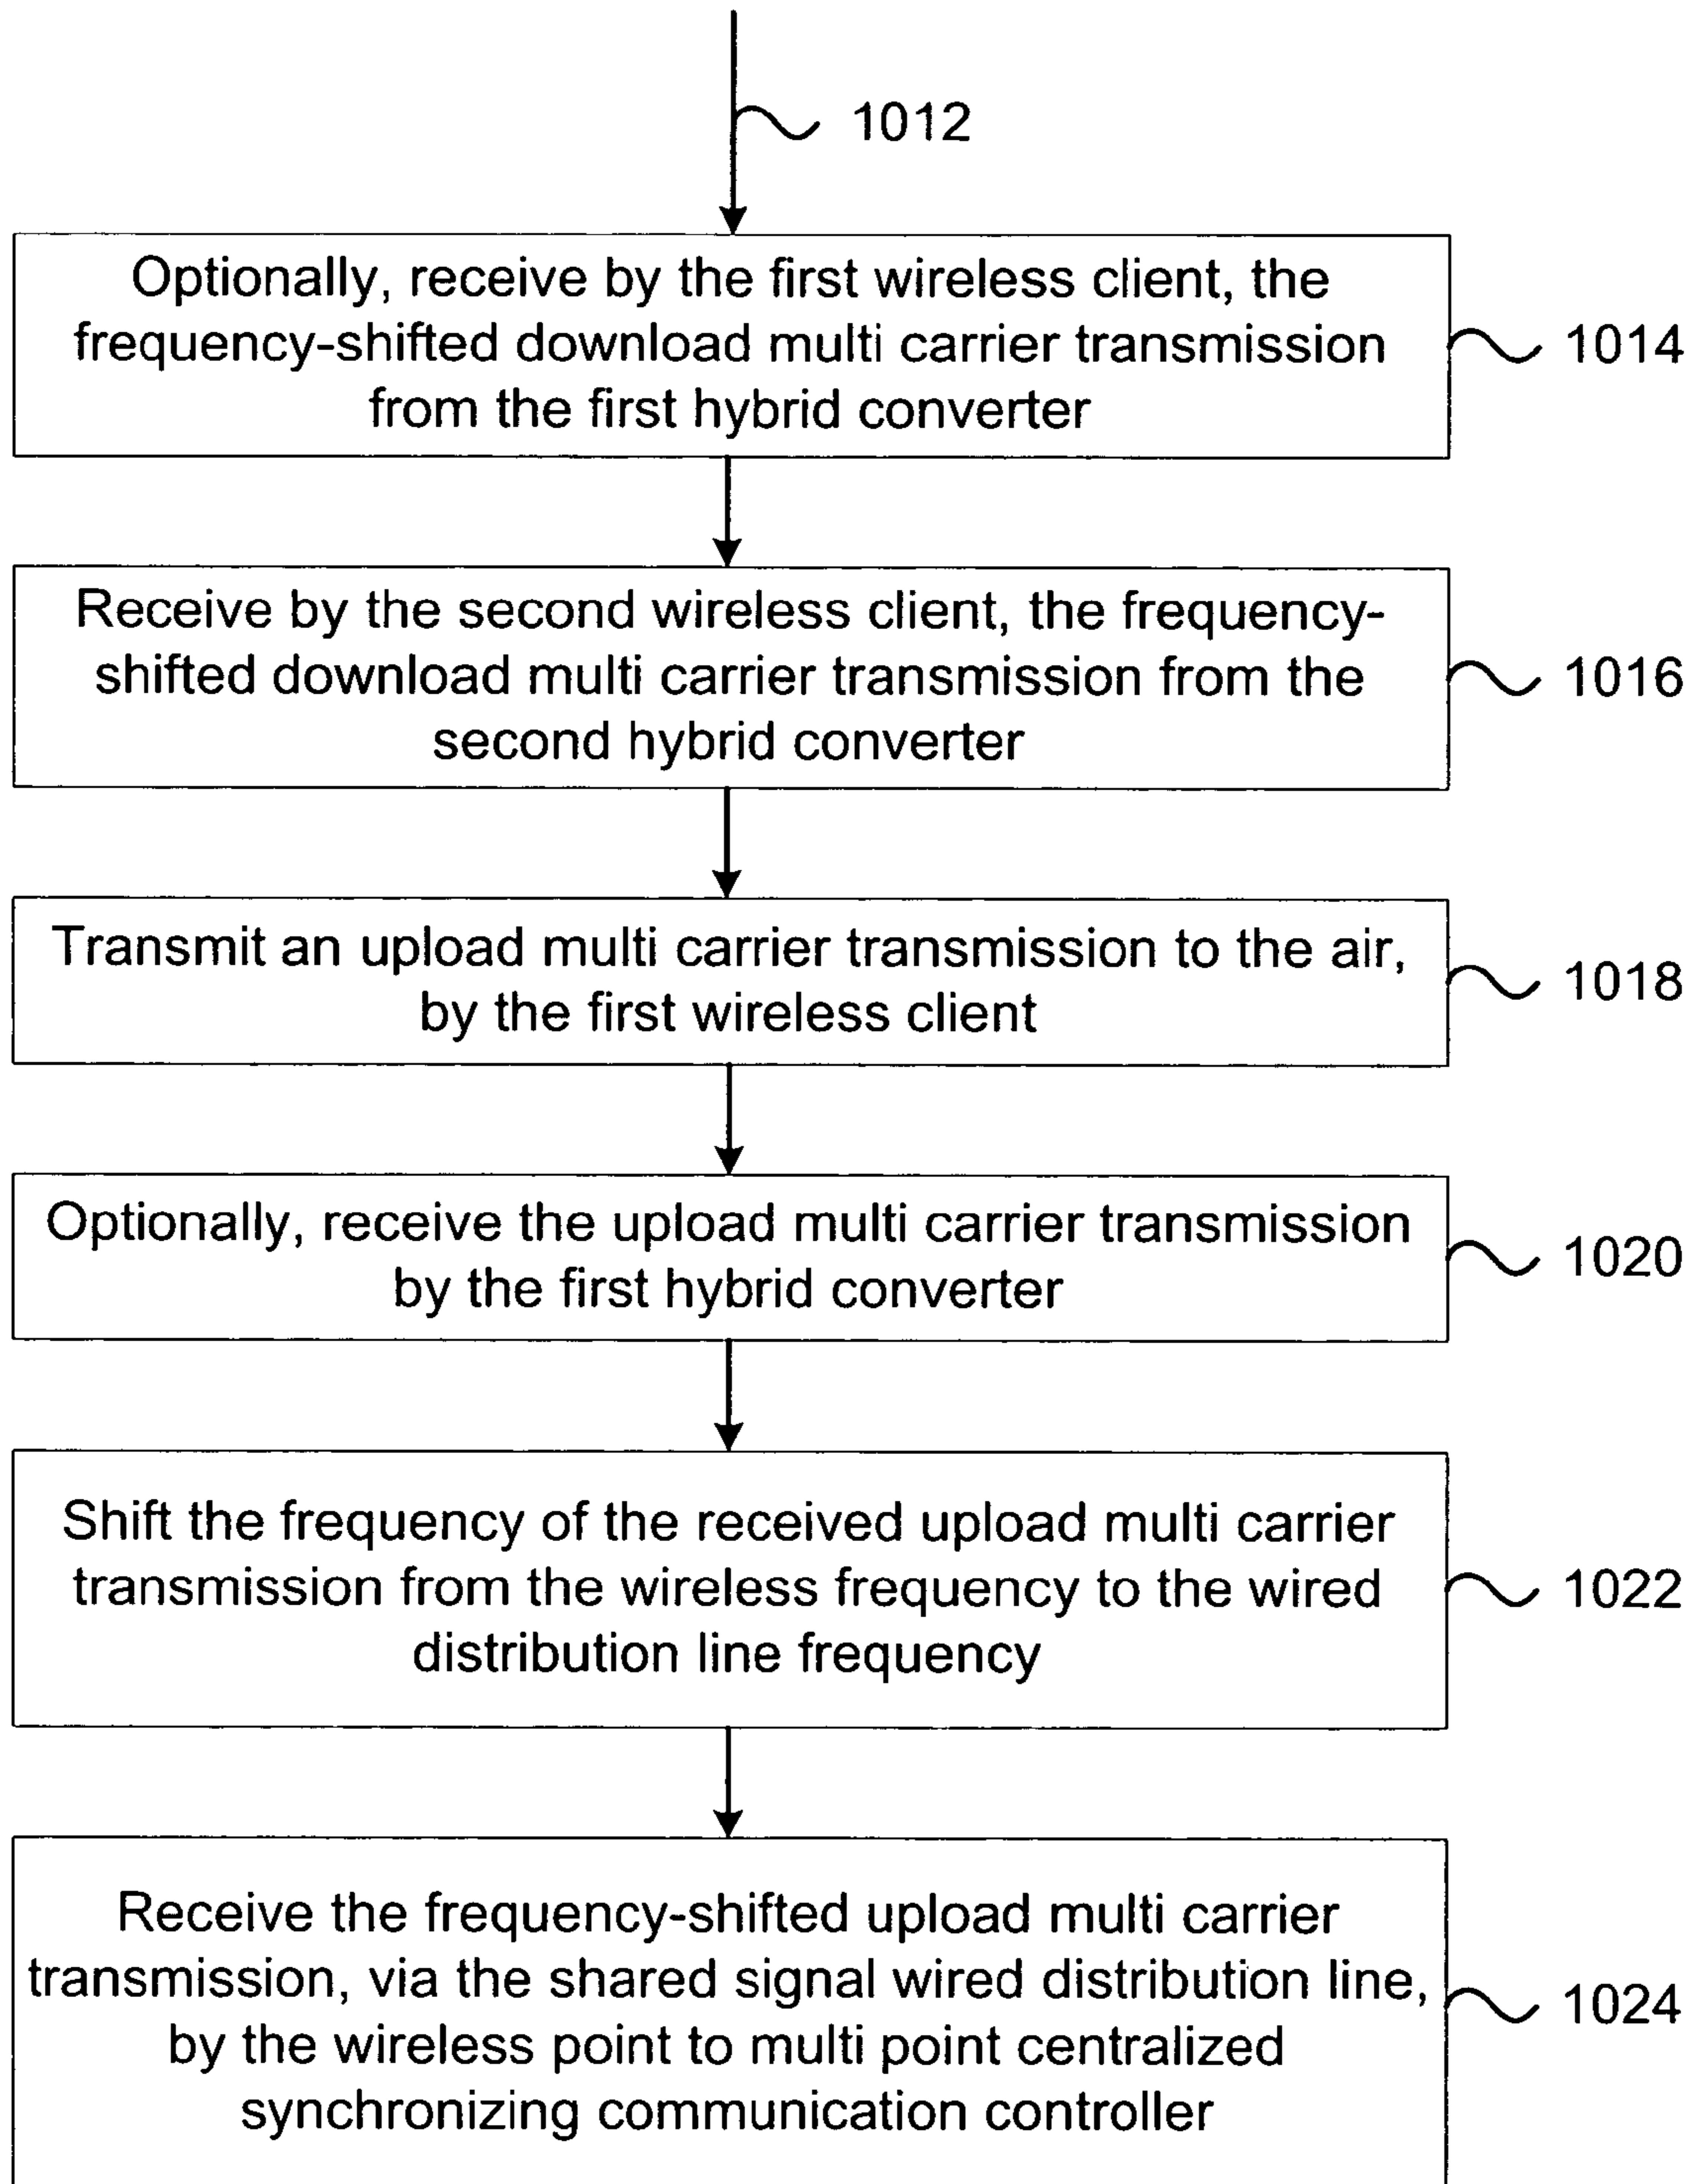 1012
Optionally, receive by the first wireless client, the
frequency-shifted download multi carrier transmission
from the first hybrid converter
1014
Receive by the second wireless client, the frequency-
shifted download multi carrier transmission from the
second hybrid converter
1016
Transmit an upload multi carrier transmission to the air,
by the first wireless client
1018
Optionally, receive the upload multi carrier transmission
by the first hybrid converter
1020
Shift the frequency of the received upload multi carrier
transmission from the wireless frequency to the wired
distribution line frequency
1022
Receive the frequency-shifted upload multi carrier
transmission, via the shared signal wired distribution line,
by the wireless point to multi point centralized
synchronizing communication controller
1024